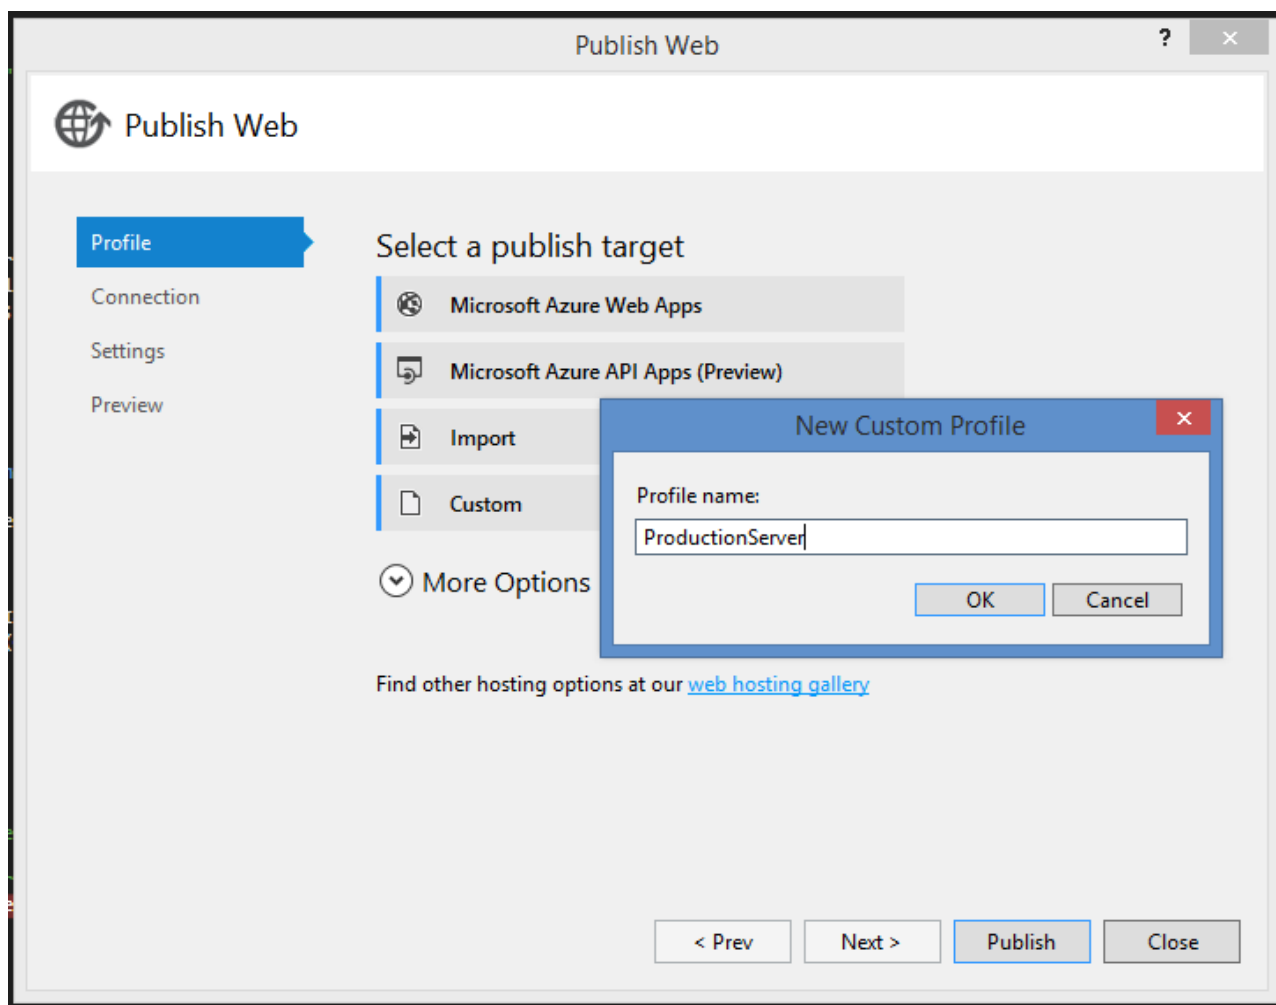 Publish Web
?
Publish Web
Profile
Connection
Settings
Preview
Select a publish target
Microsoft Azure Web Apps
Microsoft Azure API Apps (Preview)
Import
Custom
More Options
Find other hosting options at our web hosting gallery
New Custom Profile
Profile name:
ProductionServer
OK Cancel
< Prev Next > Publish Close